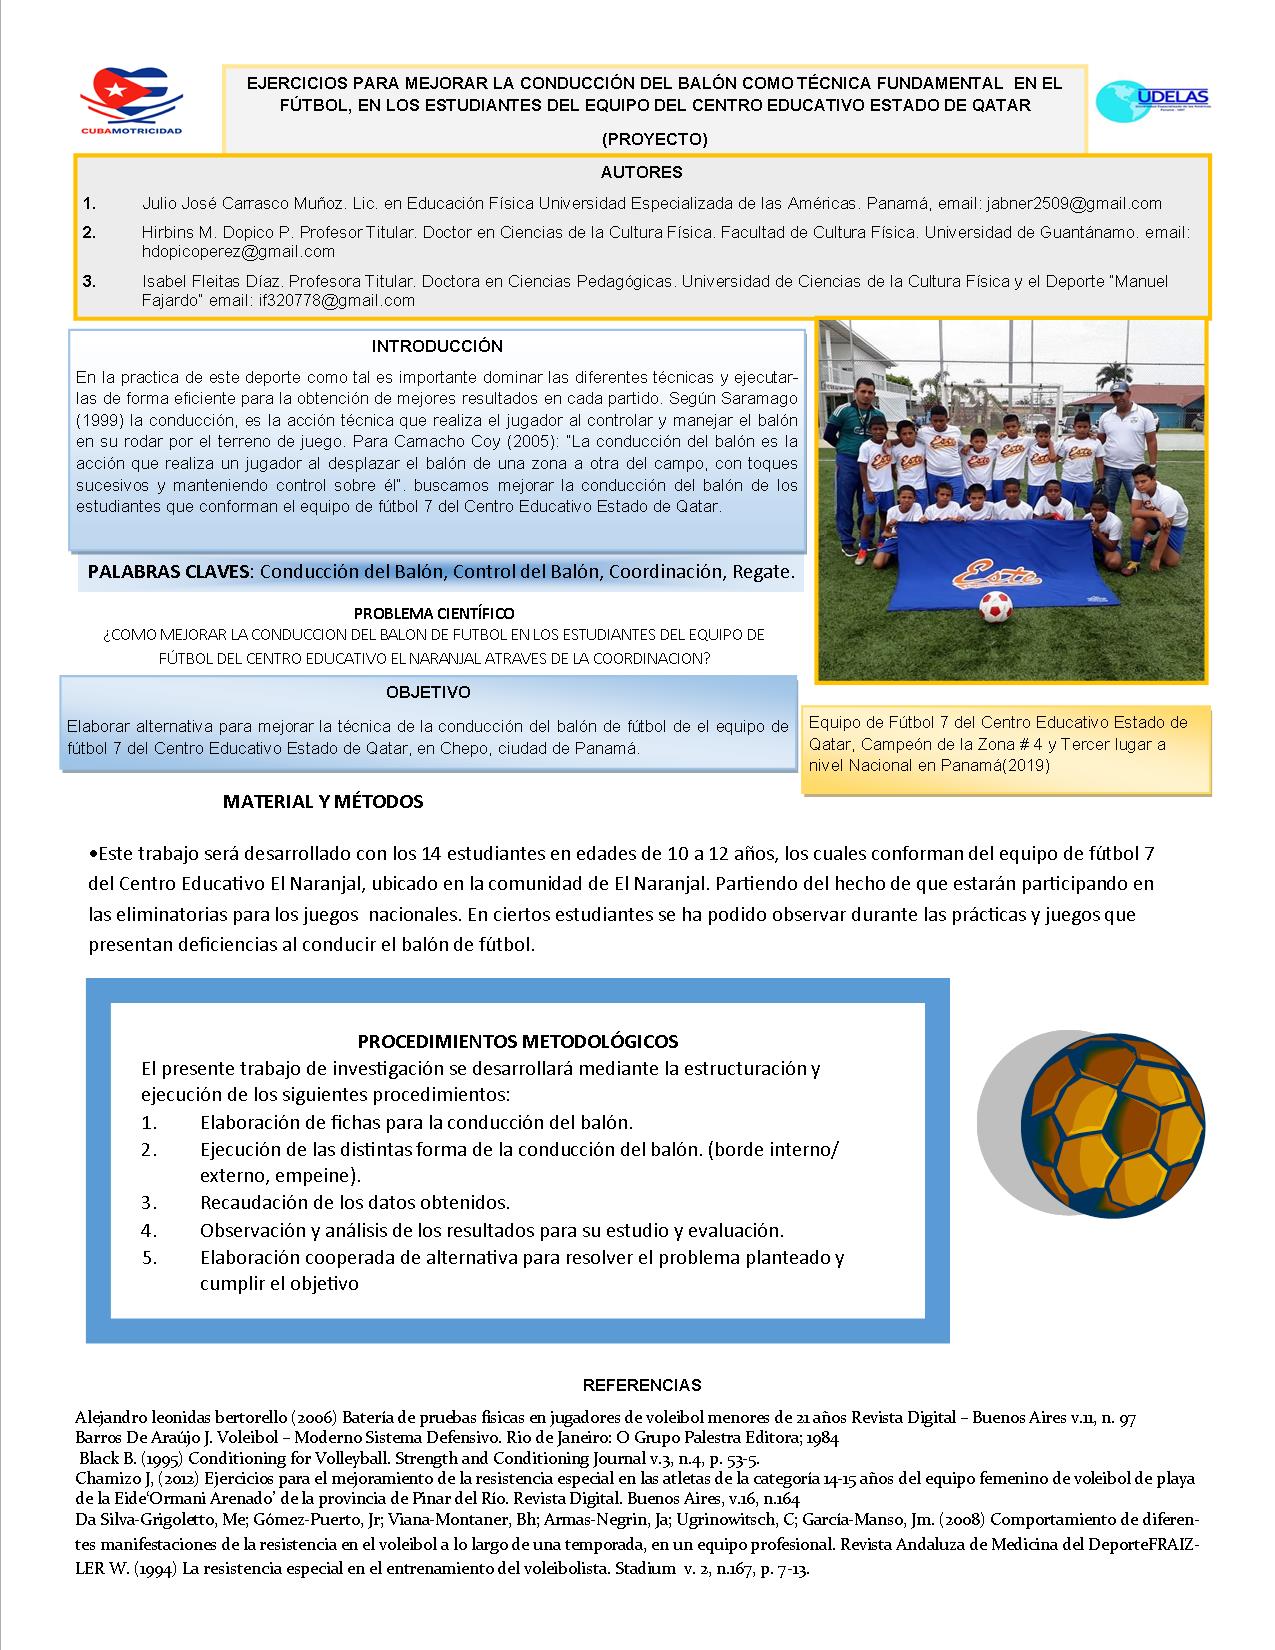 CUBAMOTRICIDAD
EJERCICIOS PARA MEJORAR LA CONDUCCIÓN DEL BALÓN COMO TÉCNICA FUNDAMENTAL EN EL
FÚTBOL, EN LOS ESTUDIANTES DEL EQUIPO DEL CENTRO EDUCATIVO ESTADO DE QATAR
(PROYECTO)
UDELAS
AUTORES
1. Julio José Carrasco Muñoz. Lic. en Educación Física Universidad Especializada de las Américas. Panamá, email: jabner2509@gmail.com
2. Hirbins M. Dopico P. Profesor Titular. Doctor en Ciencias de la Cultura Física. Facultad de Cultura Física. Universidad de Guantánamo. email:
hdopicoperez@gmail.com
3. Isabel Fleitas Díaz. Profesora Titular. Doctora en Ciencias Pedagógicas. Universidad de Ciencias de la Cultura Física y el Deporte “Manuel
Fajardo” email: if320778@gmail.com
INTRODUCCIÓN
En la practica de este deporte como tal es importante dominar las diferentes técnicas y ejecutar-
las de forma eficiente para la obtención de mejores resultados en cada partido. Según Saramago
(1999) la conducción, es la acción técnica que realiza el jugador al controlar y manejar el balón
en su rodar por el terreno de juego. Para Camacho Coy (2005): “La conducción del balón es la
acción que realiza un jugador al desplazar el balón de una zona a otra del campo, con toques
sucesivos y manteniendo control sobre él”. buscamos mejorar la conducción del balón de los
estudiantes que conforman el equipo de fútbol 7 del Centro Educativo Estado de Qatar.
PALABRAS CLAVES: Conducción del Balón, Control del Balón, Coordinación, Regate.
PROBLEMA CIENTÍFICO
¿COMO MEJORAR LA CONDUCCION DEL BALON DE FUTBOL EN LOS ESTUDIANTES DEL EQUIPO DE
FÚTBOL DEL CENTRO EDUCATIVO EL NARANJAL ATRAVES DE LA COORDINACION?
OBJETIVO
Elaborar alternativa para mejorar la técnica de la conducción del balón de fútbol de el equipo de
fútbol 7 del Centro Educativo Estado de Qatar, en Chepo, ciudad de Panamá.
Este
Equipo de Fútbol 7 del Centro Educativo Estado de
Qatar, Campeón de la Zona # 4 y Tercer lugar a
nivel Nacional en Panamá(2019)
MATERIAL Y MÉTODOS
•Este trabajo será desarrollado con los 14 estudiantes en edades de 10 a 12 años, los cuales conforman del equipo de fútbol 7
del Centro Educativo El Naranjal, ubicado en la comunidad de El Naranjal. Partiendo del hecho de que estarán participando en
las eliminatorias para los juegos nacionales. En ciertos estudiantes se ha podido observar durante las prácticas y juegos que
presentan deficiencias al conducir el balón de fútbol.
PROCEDIMIENTOS METODOLÓGICOS
El presente trabajo de investigación se desarrollará mediante la estructuración y
ejecución de los siguientes procedimientos:
1. Elaboración de fichas para la conducción del balón.
2. Ejecución de las distintas forma de la conducción del balón. (borde interno/
externo, empeine).
3. Recaudación de los datos obtenidos.
4. Observación y análisis de los resultados para su estudio y evaluación.
5. Elaboración cooperada de alternativa para resolver el problema planteado y
cumplir el objetivo
REFERENCIAS
Alejandro leonidas bertorello (2006) Batería de pruebas físicas en jugadores de voleibol menores de 21 años Revista Digital – Buenos Aires v.11, n. 97
Barros De Araújo J. Voleibol – Moderno Sistema Defensivo. Rio de Janeiro: O Grupo Palestra Editora; 1984
Black B. (1995) Conditioning for Volleyball. Strength and Conditioning Journal v.3, n.4, p. 53-5.
Chamizo J, (2012) Ejercicios para el mejoramiento de la resistencia especial en las atletas de la categoría 14-15 años del equipo femenino de voleibol de playa
de la Eide‘Ormani Arenado’ de la provincia de Pinar del Río. Revista Digital. Buenos Aires, v.16, n.164
Da Silva-Grigoletto, Me; Gómez-Puerto, Jr; Viana-Montaner, Bh; Armas-Negrin, Ja; Ugrinowitsch, C; García-Manso, Jm. (2008) Comportamiento de diferen-
tes manifestaciones de la resistencia en el voleibol a lo largo de una temporada, en un equipo profesional. Revista Andaluza de Medicina del DeporteFRAIZ-
LER W. (1994) La resistencia especial en el entrenamiento del voleibolista. Stadium v. 2, n.167, p. 7-13.